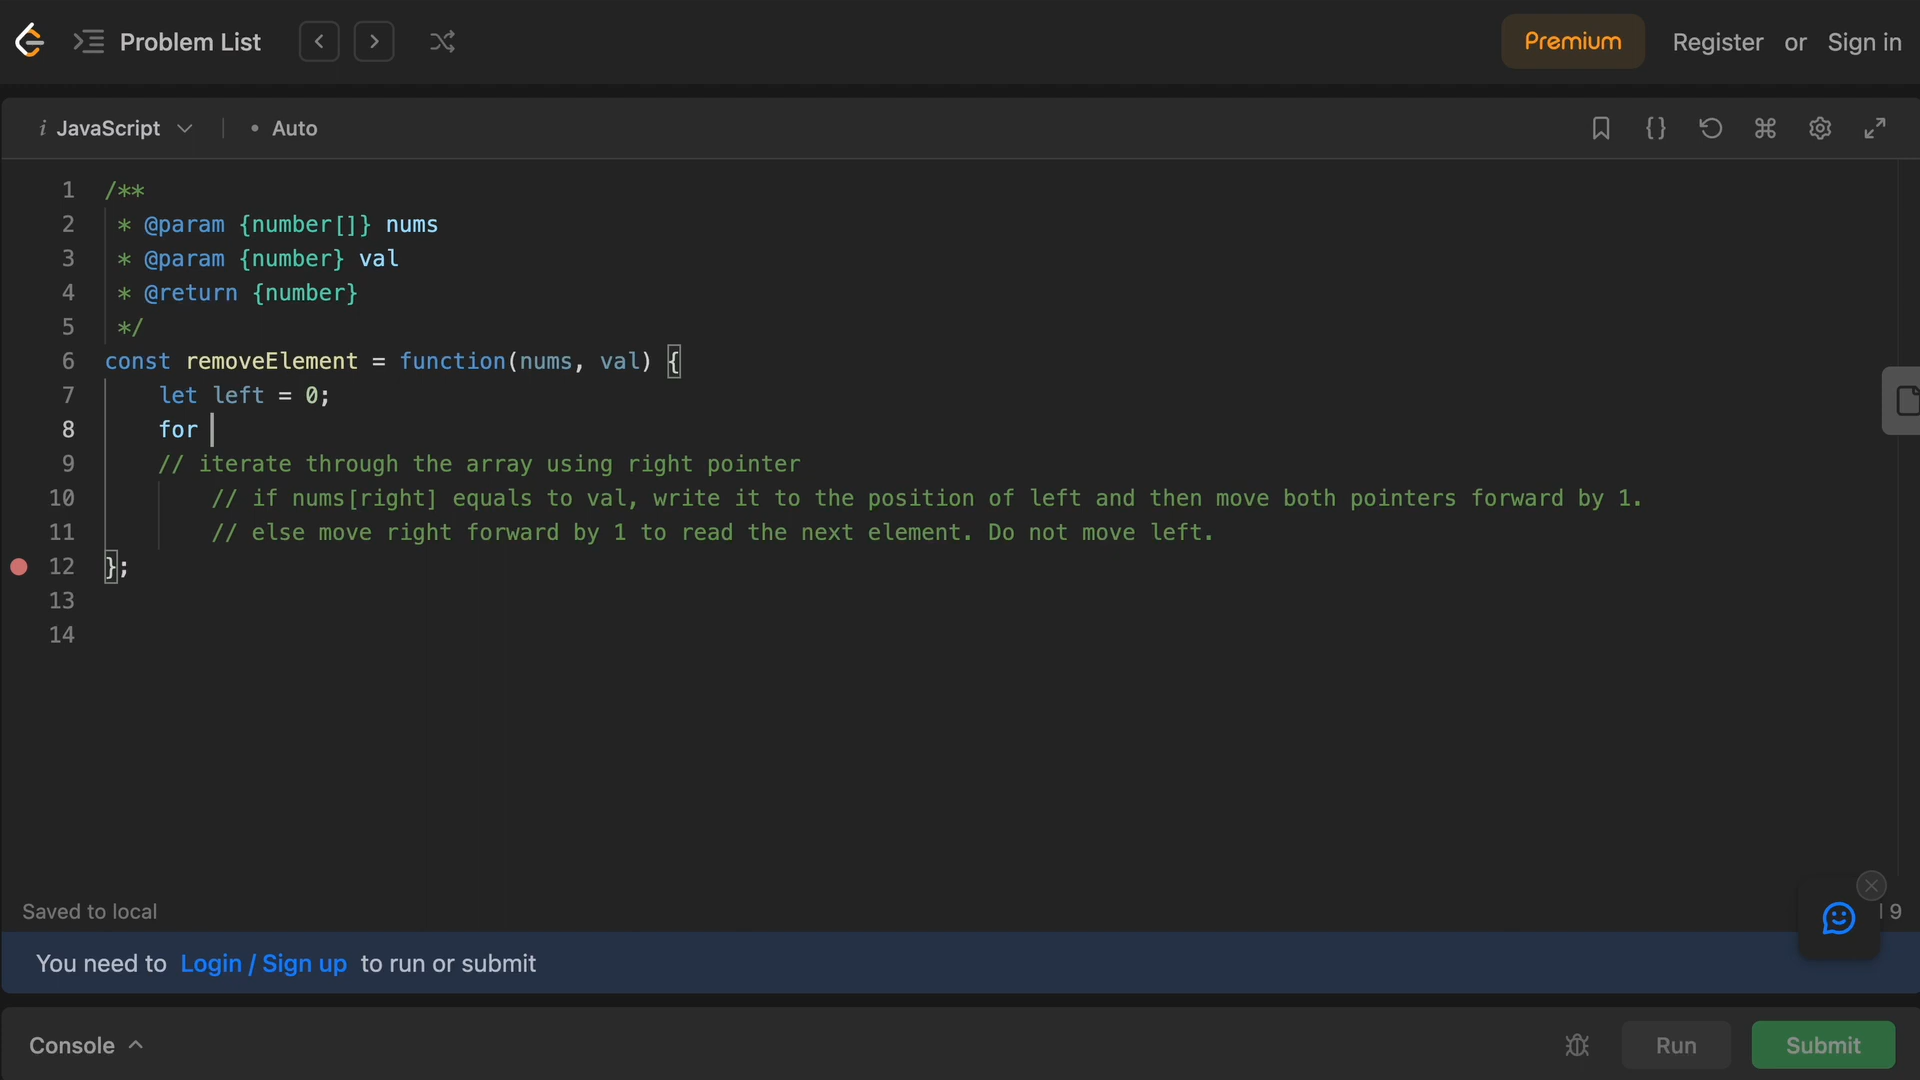 Problem List
Premium
Register or Sign in
i JavaScript
• Auto
1 /**
2 * @param {number[]} nums
3 * @param {number} val
4 * @return {number}
5 */
6 const removeElement = function(nums, val) {
7 let left = 0;
8 for
9 // iterate through the array using right pointer
10 // if nums[right] equals to val, write it to the position of left and then move both pointers forward by 1.
11 // else move right forward by 1 to read the next element. Do not move left.
12 };
13
14
Saved to local
9
You need to Login / Sign up to run or submit
Console
Run
Submit